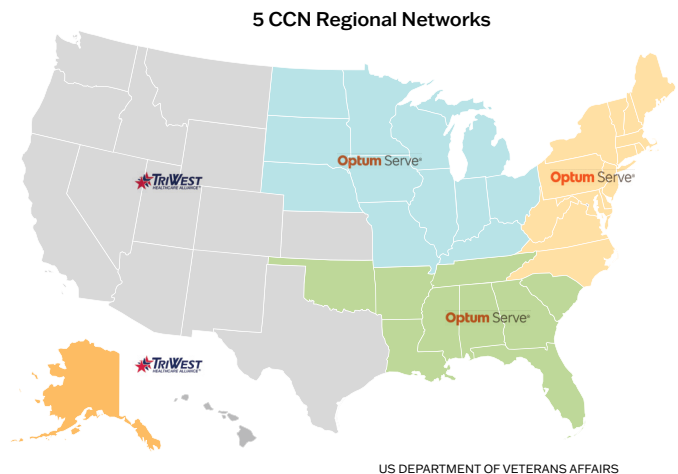 5 CCN Regional Networks
Optum Serve®
TRIWEST
HEALTHCARE ALLIANCE
Optum Serve®
Optum Serve®
TRIWEST
HEALTHCARE ALLIANCE
US DEPARTMENT OF VETERANS AFFAIRS